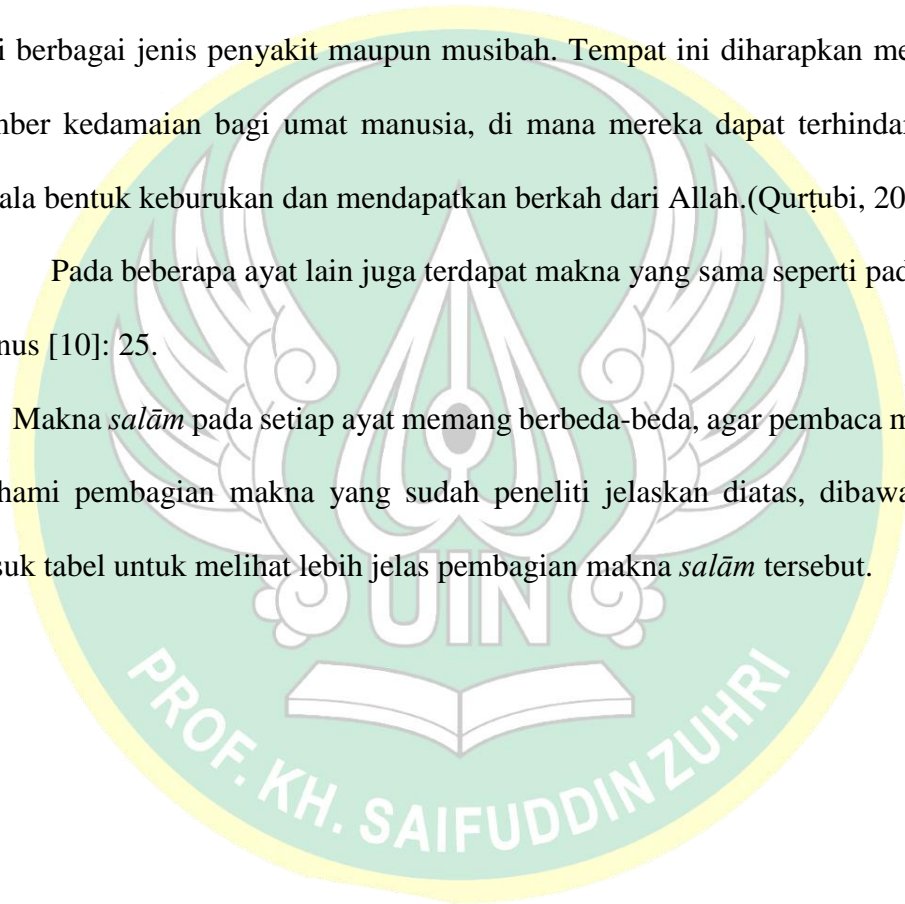 i berbagai jenis penyakit maupun musibah. Tempat ini diharapkan me
mber kedamaian bagi umat manusia, di mana mereka dapat terhindar
ala bentuk keburukan dan mendapatkan berkah dari Allah.(Qurṭubi, 20
Pada beberapa ayat lain juga terdapat makna yang sama seperti pad
nus [10]: 25.
Makna salām pada setiap ayat memang berbeda-beda, agar pembaca m
hami pembagian makna yang sudah peneliti jelaskan diatas, dibawa
suk tabel untuk melihat lebih jelas pembagian makna salām tersebut.
UIN
PROF. KH. SAIFUDDIN ZUHRI